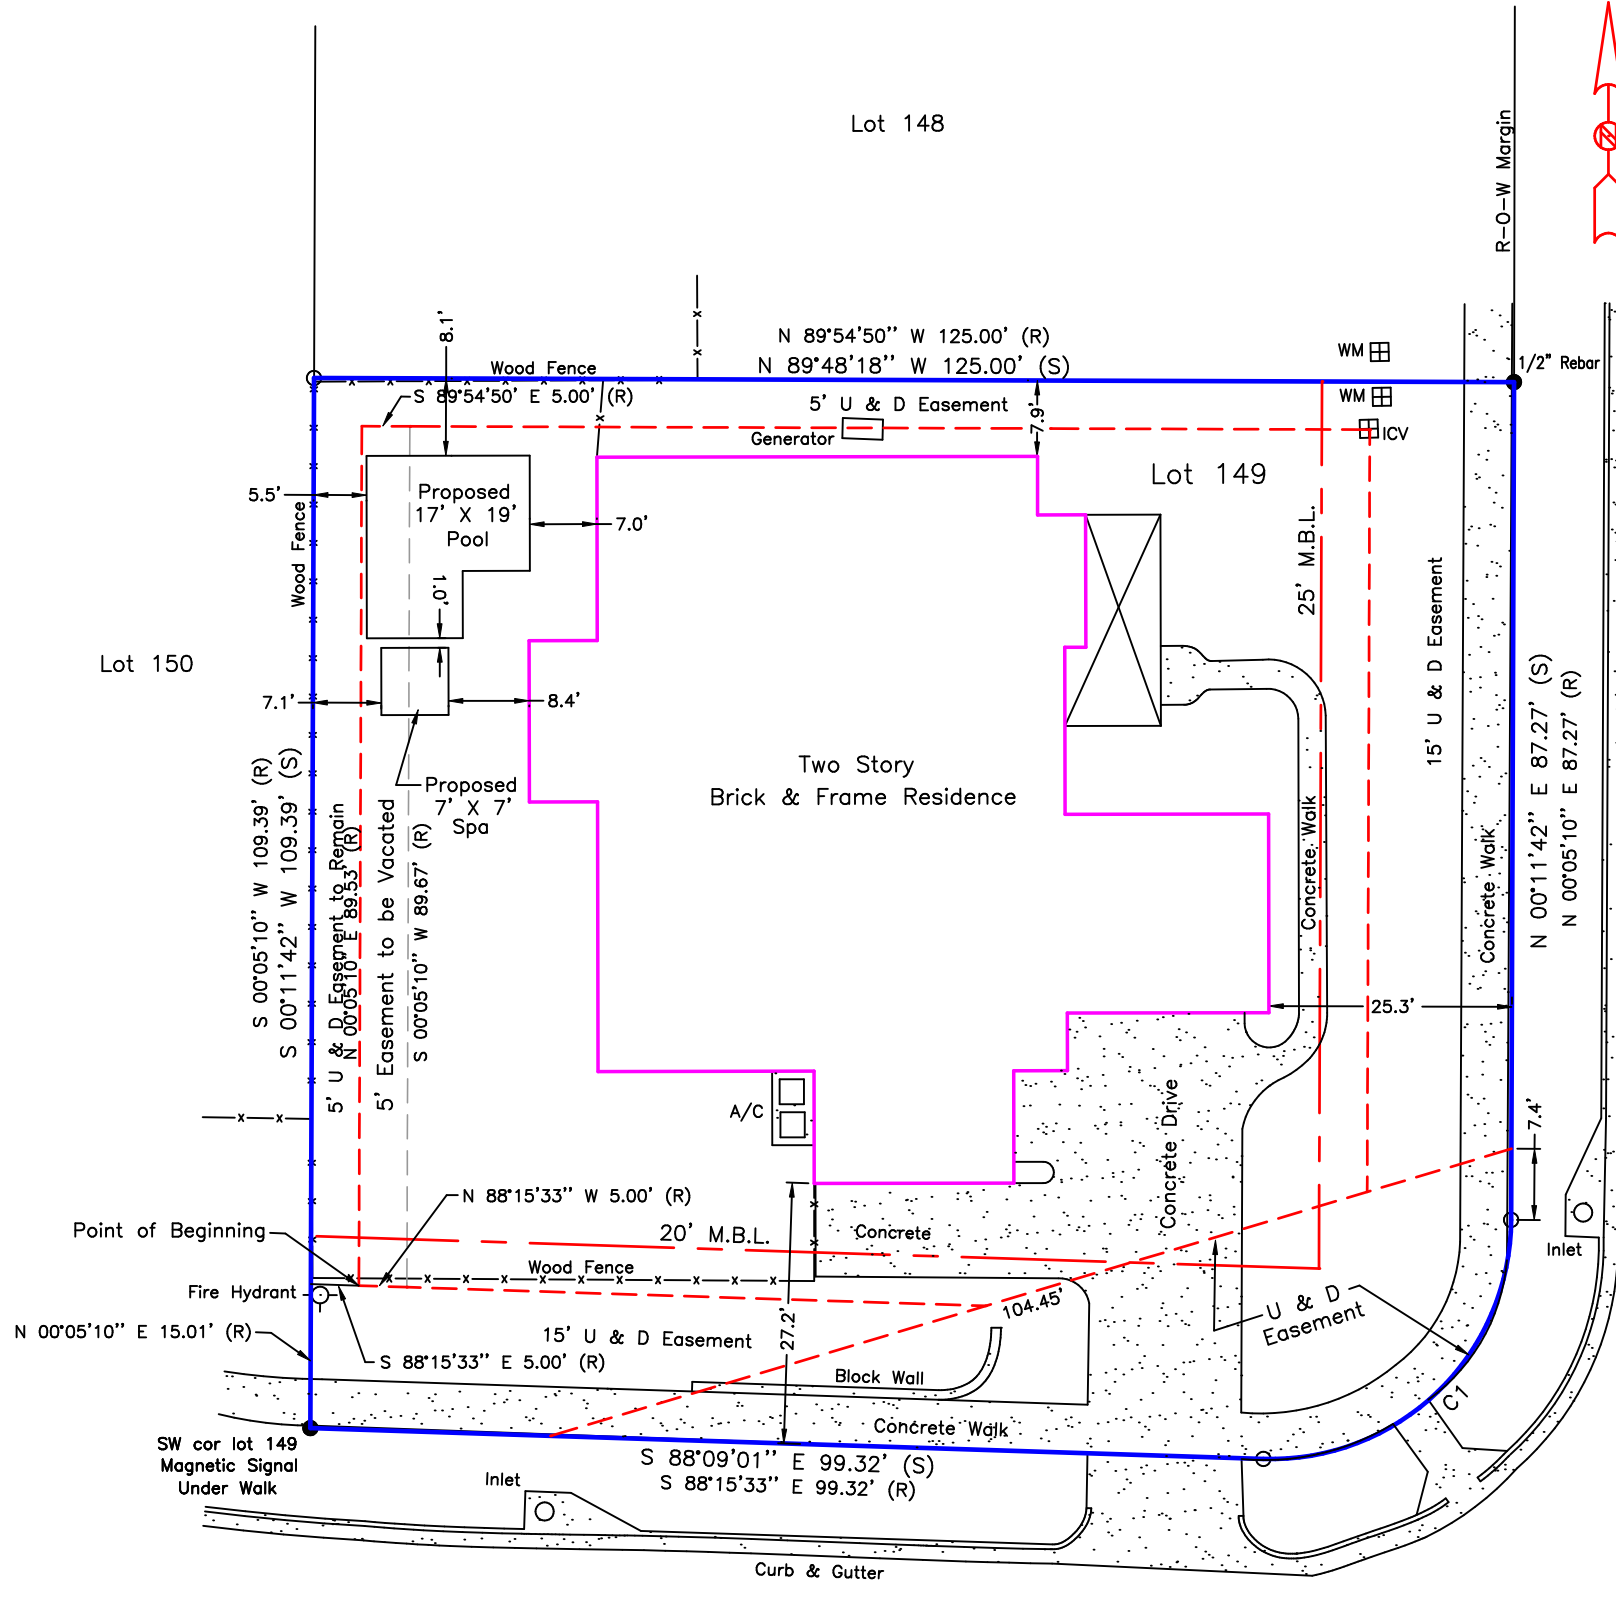 Lot 148
R-O-W Margin
8.1'
N 89°54'50'' W 125.00' (R)
N 89°48'18'' W 125.00' (S)
Wood Fence
WM
1/2" Rebar
S 89°54'50' E 5.00' (R)
5' U & D Easement
7.9'
WM
Generator
ICV
Lot 149
5.5'
Proposed
17' X 19'
Pool
7.0'
Wood Fence
1.0'
25' M.B.L.
15' U & D Easement
Lot 150
7.1'
8.4'
N 00°11'42'' E 87.27' (S)
N 00°05'10'' E 87.27' (R)
Proposed
7' X 7'
Spa
Two Story
Brick & Frame Residence
S 00°05'10'' W 109.39' (R)
S 00°11'42'' W 109.39' (S)
5' U & D Easement to Remain
N 00°05'10'' E 89.53' (R)
5' Easement to be Vacated
S 00°05'10'' W 89.67' (R)
Concrete Walk
Concrete Walk
25.3'
A/C
Concrete Drive
7.4'
N 88°15'33'' W 5.00' (R)
Point of Beginning
20' M.B.L.
Concrete
Wood Fence
Inlet
Fire Hydrant
104.45'
U & D
Easement
27.2'
N 00°05'10'' E 15.01' (R)
15' U & D Easement
S 88°15'33'' E 5.00' (R)
Block Wall
C1
Concrete Walk
SW cor lot 149
Magnetic Signal
Under Walk
S 88°09'01'' E 99.32' (S)
S 88°15'33'' E 99.32' (R)
Inlet
Curb & Gutter
N